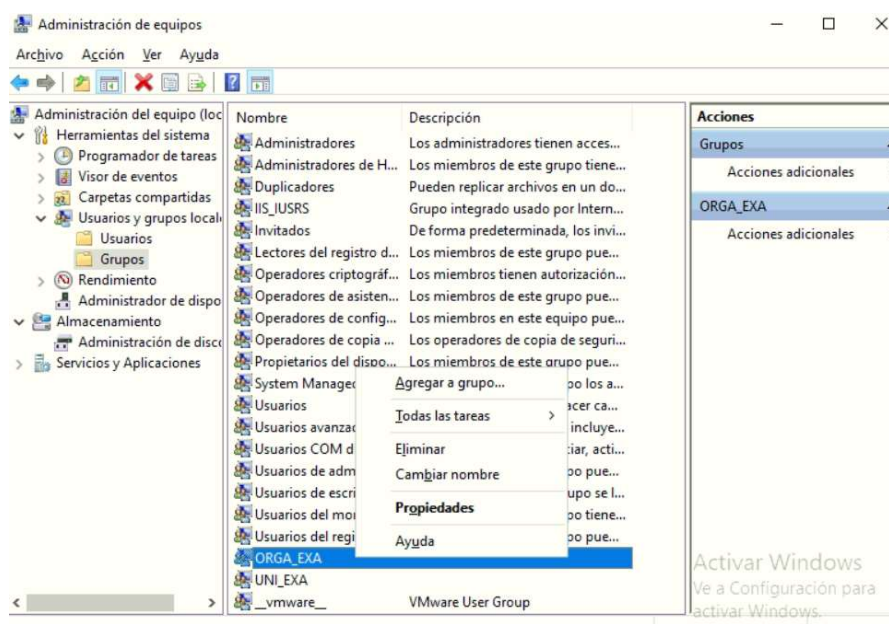 Administración de equipos
Archivo Acción Ver Ayuda
Administración del equipo (loc
Herramientas del sistema
Programador de tareas
Visor de eventos
Carpetas compartidas
Usuarios y grupos locale
Usuarios
Grupos
Rendimiento
Administrador de dispo
Almacenamiento
Administración de disco
Servicios y Aplicaciones
Nombre Descripción
Administradores Los administradores tienen acces...
Administradores de H... Los miembros de este grupo tiene...
Duplicadores Pueden replicar archivos en un do...
IIS_IUSRS Grupo integrado usado por Intern...
Invitados De forma predeterminada, los invi...
Lectores del registro d... Los miembros de este grupo pue...
Operadores criptográf... Los miembros tienen autorización...
Operadores de asisten... Los miembros de este grupo pue...
Operadores de config... Los miembros en este equipo pue...
Operadores de copia ... Los operadores de copia de seguri...
Propietarios del dispo... Los miembros de este grupo pue...
System Managed po los a...
Usuarios acer ca...
Usuarios avanzad incluye...
Usuarios COM d ciar, acti...
Usuarios de adm po pue...
Usuarios de escri upo se l...
Usuarios del mon po tiene...
Usuarios del regi po pue...
ORGA_EXA
UNI_EXA
__vmware__ VMware User Group
Agregar a grupo...
Todas las tareas
Eliminar
Cambiar nombre
Propiedades
Ayuda
Acciones
Grupos
Acciones adicionales
ORGA_EXA
Acciones adicionales
Activar Windows
Ve a Configuración para
activar Windows.